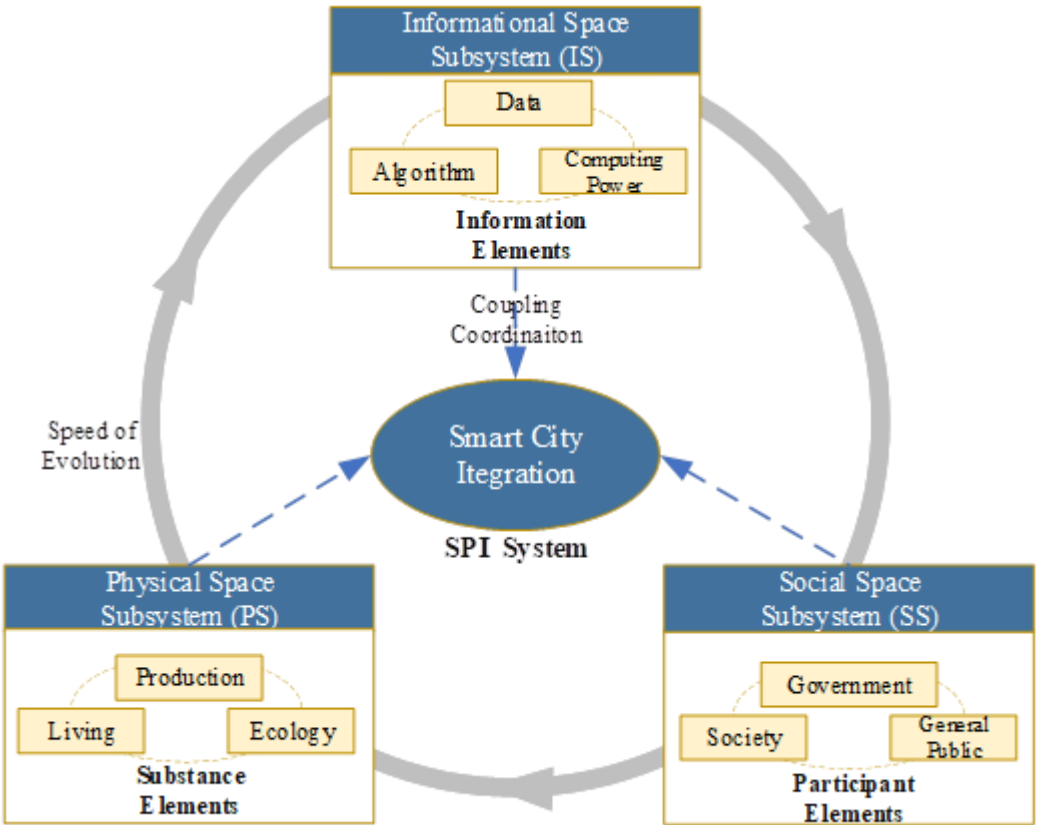 Informational Space
Subsystem (IS)
Data
Algorithm
Computing
Power
Information
Elements
Coupling
Coordinaiton
Speed of
Evolution
Smart City
Itegration
SPI System
Physical Space
Subsystem (PS)
Production
Living
Ecology
Substance
Elements
Social Space
Subsystem (SS)
Government
Society
General
Public
Participant
Elements